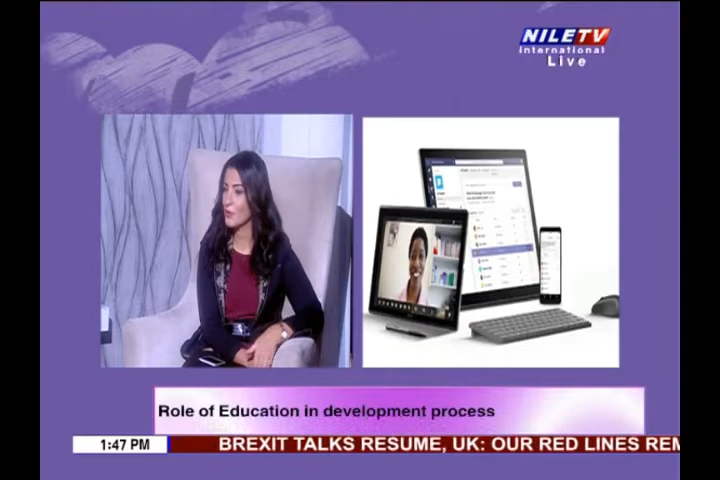 NILETV
International
Live
Role of Education in development process
1:47 PM
BREXIT TALKS RESUME, UK: OUR RED LINES REM